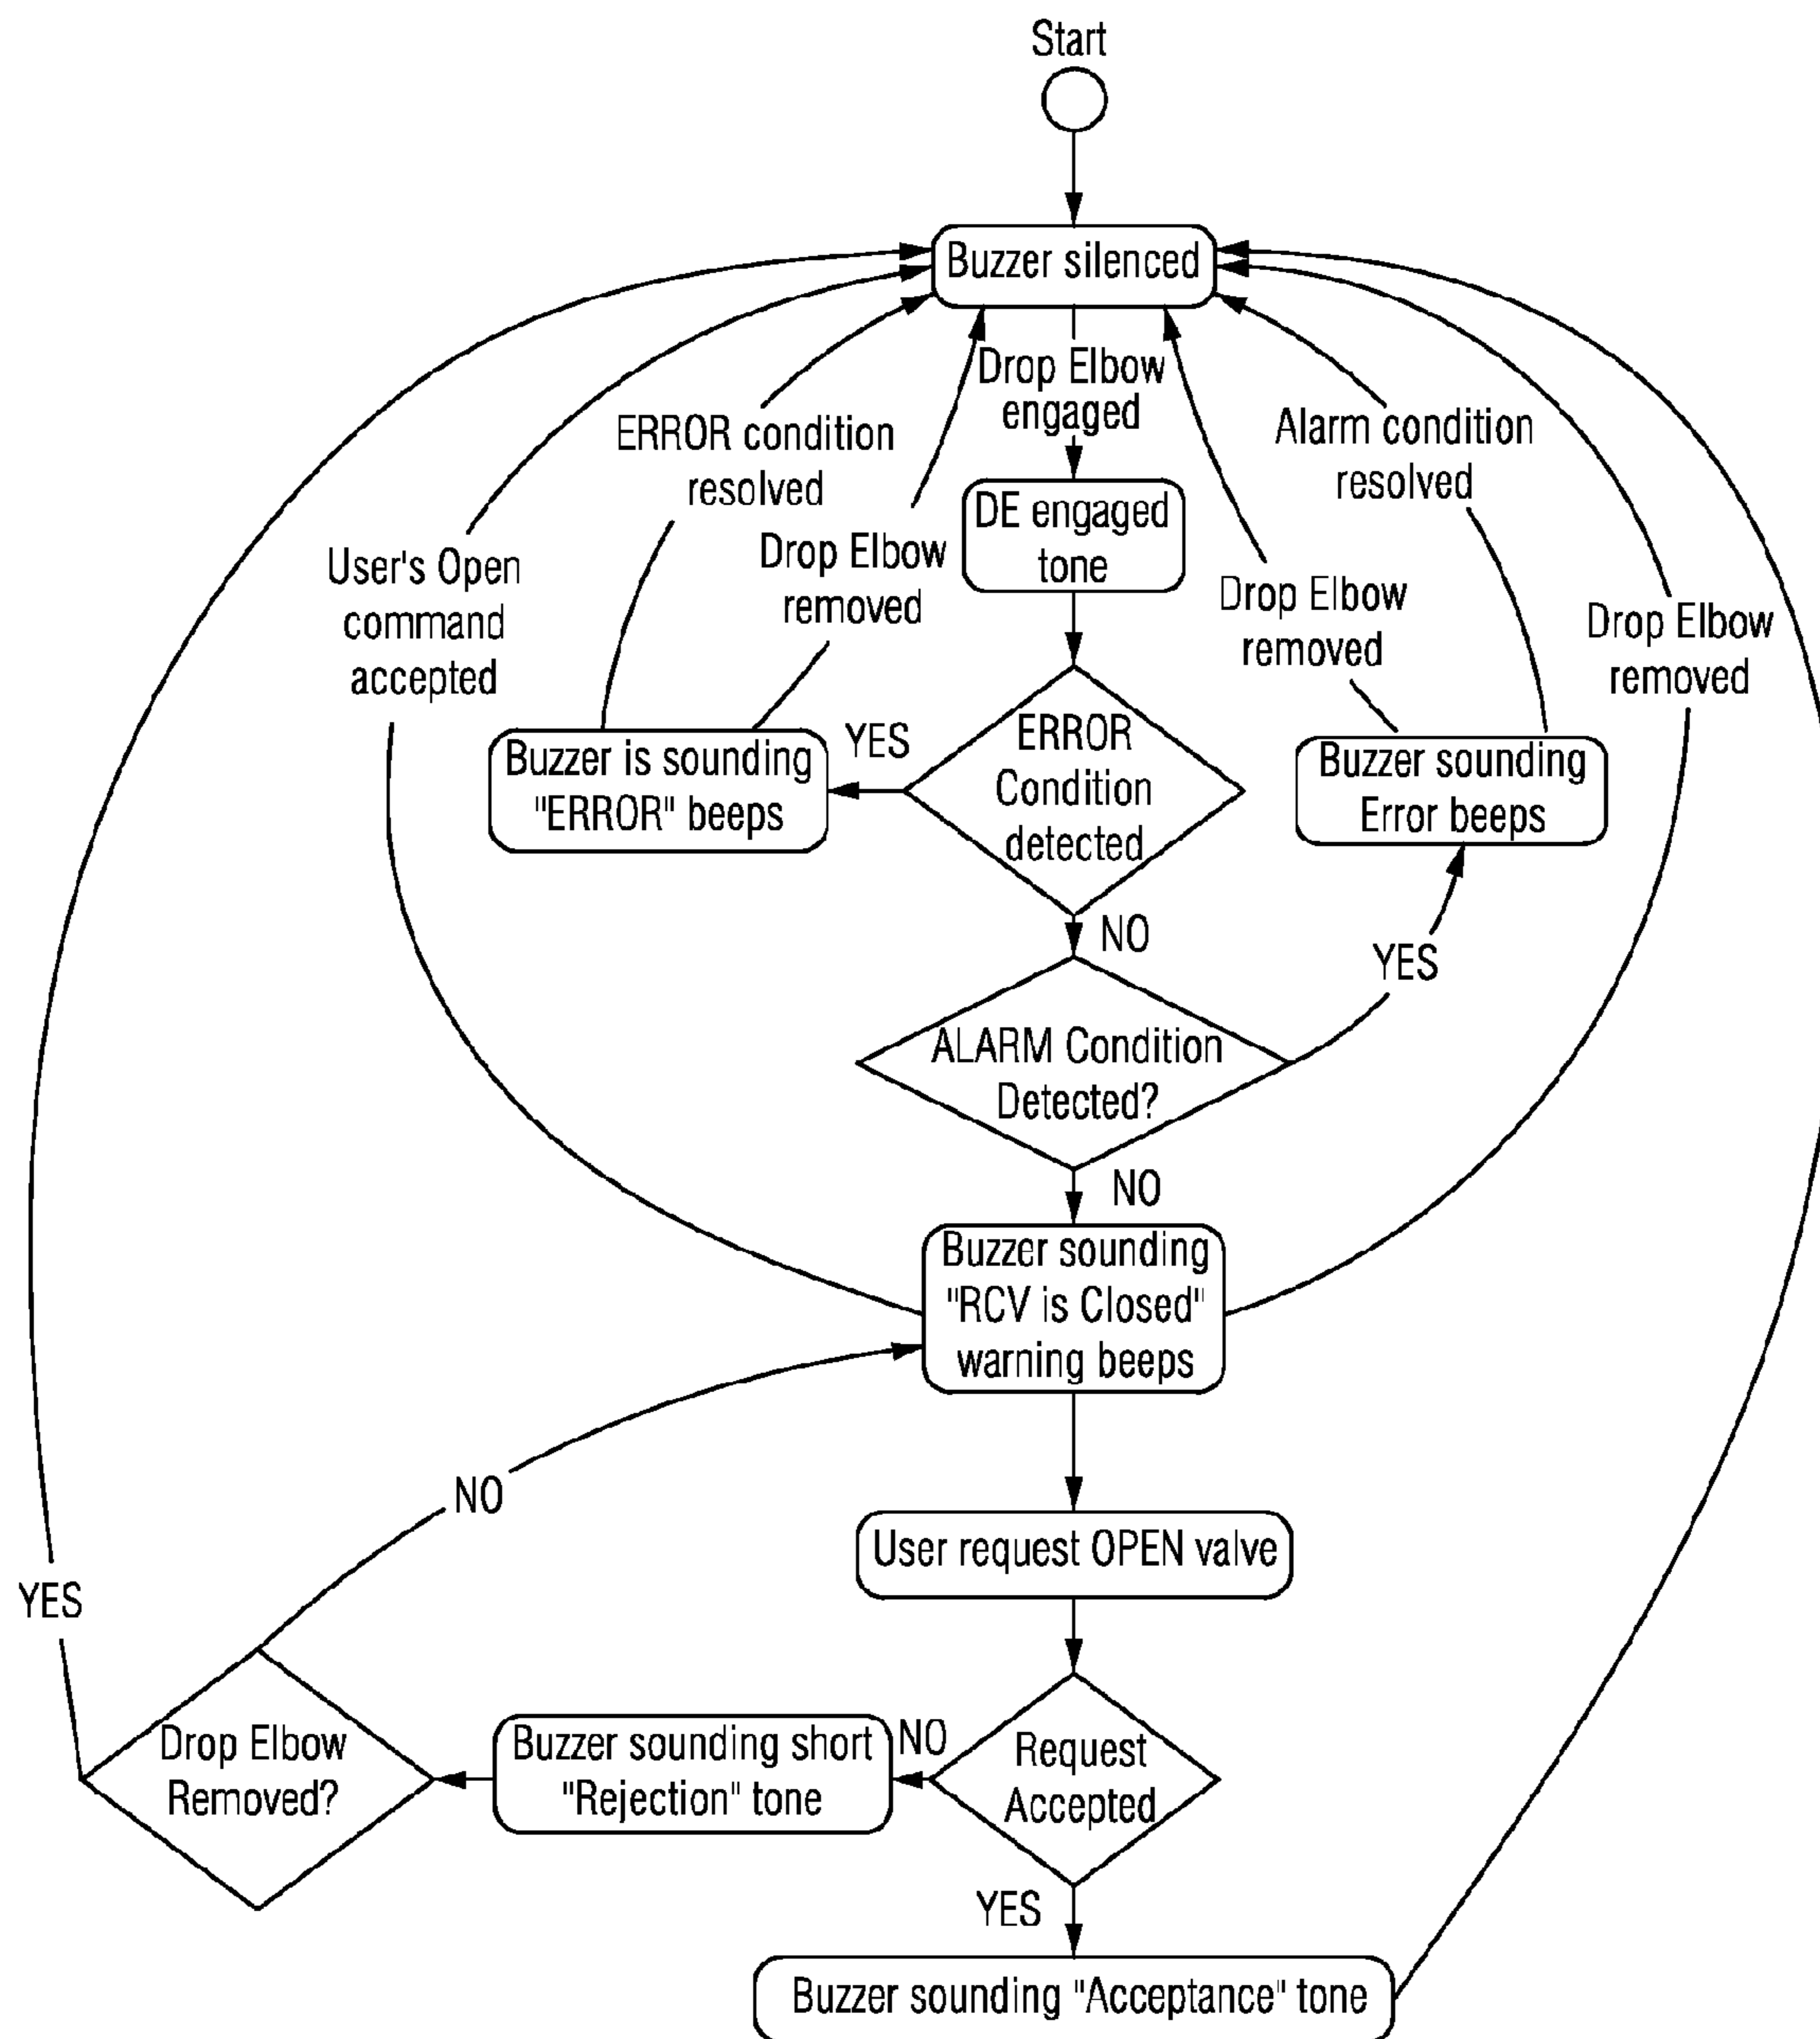 Start
Buzzer silenced
Drop Elbow
engaged
ERROR condition
resolved
Alarm condition
resolved
DE engaged
tone
Drop Elbow
removed
User's Open
command
accepted
Drop Elbow
removed
Drop Elbow
removed
Buzzer is sounding
"ERROR" beeps
YES
ERROR
Condition
detected
Buzzer sounding
Error beeps
NO
YES
ALARM Condition
Detected?
NO
Buzzer sounding
"RCV is Closed"
warning beeps
NO
User request OPEN valve
YES
Drop Elbow
Removed?
Buzzer sounding short
"Rejection" tone
NO
Request
Accepted
YES
Buzzer sounding "Acceptance" tone